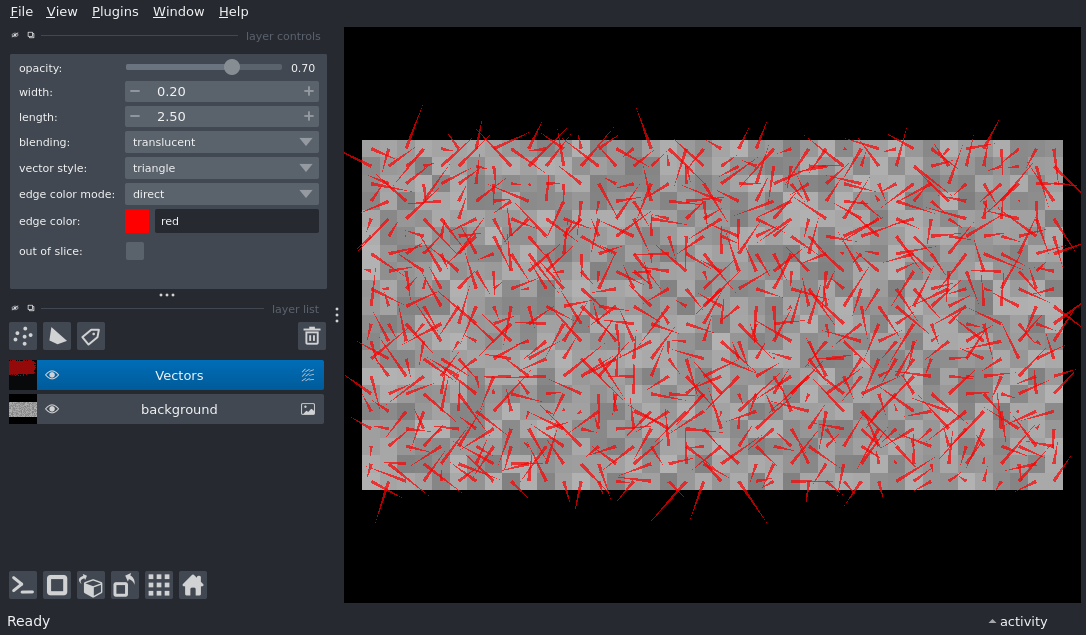 File View Plugins Window Help
layer controls
opacity: 0.70
width: − 0.20 +
length: − 2.50 +
blending: translucent
vector style: triangle
edge color mode: direct
edge color: red
out of slice:
layer list
Vectors
background
Ready
activity